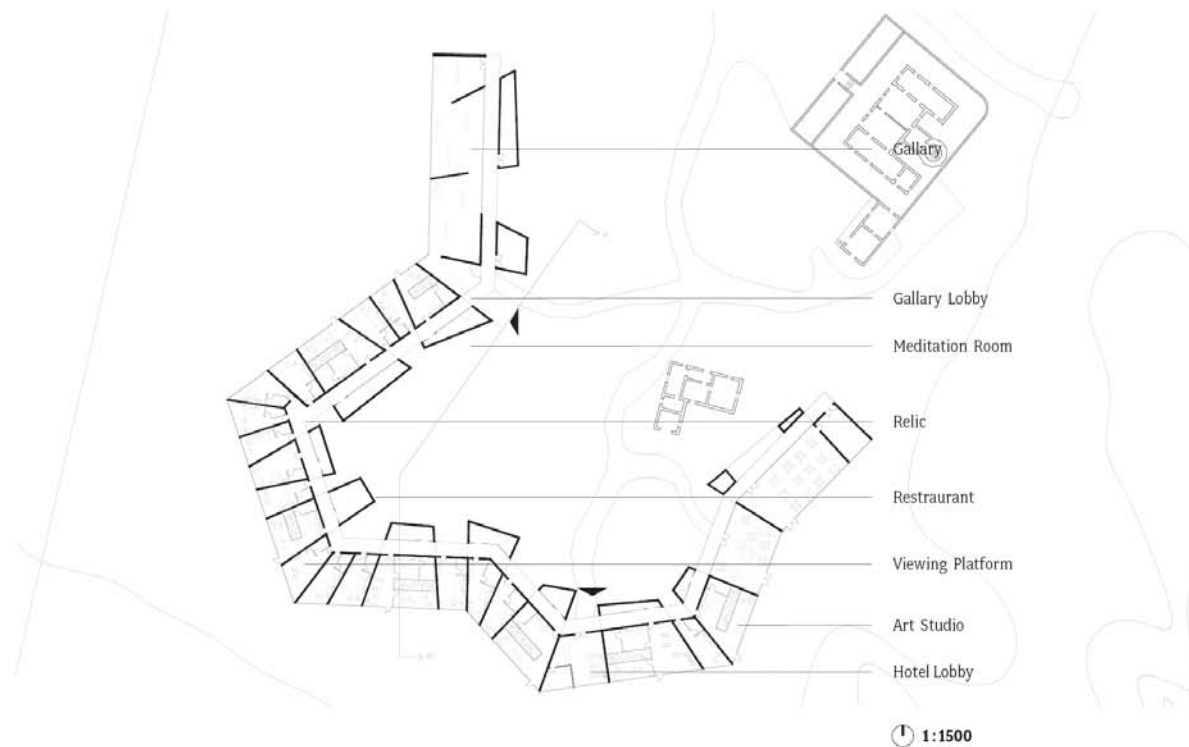 Gallary
Gallary Lobby
Meditation Room
Relic
Restraurant
Viewing Platform
Art Studio
Hotel Lobby
1:1500